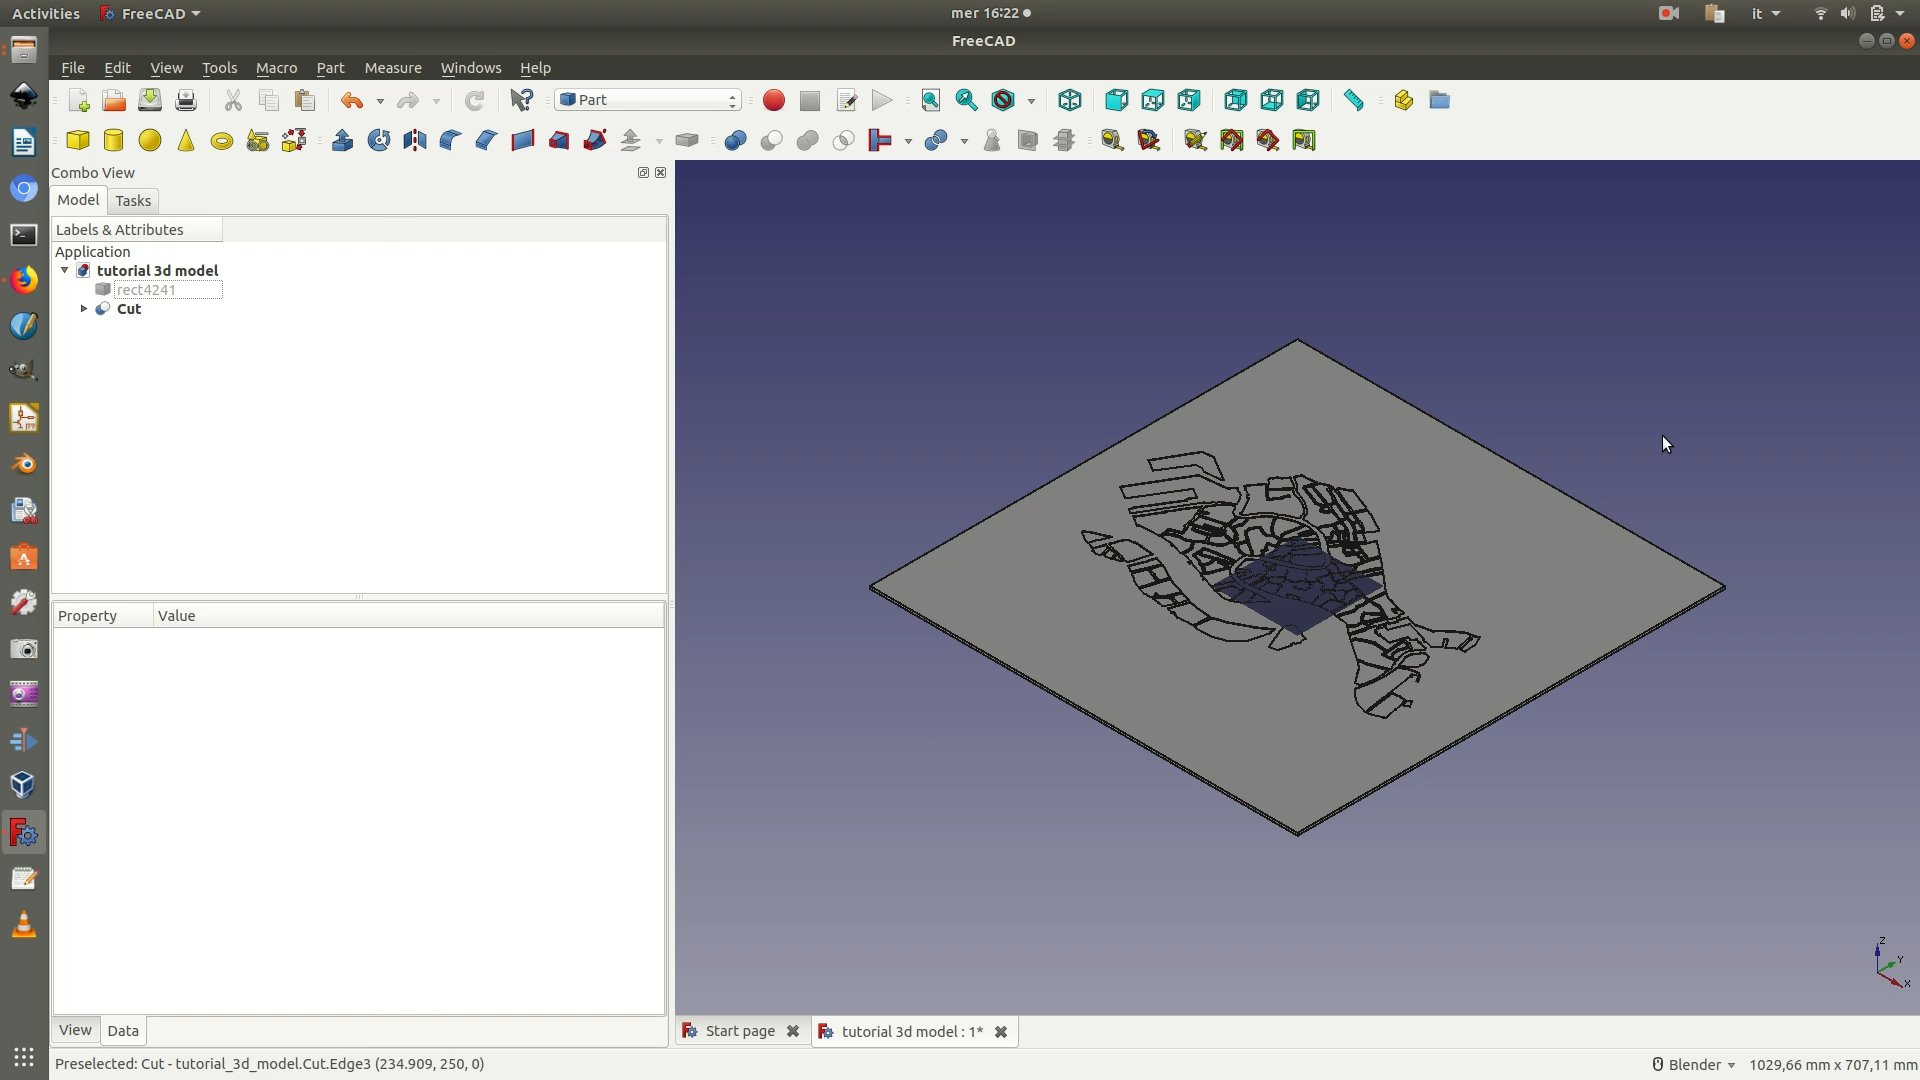 Activities FreeCAD mer 16:22 it
FreeCAD
File Edit View Tools Macro Part Measure Windows Help
Part
Combo View
Model Tasks
Labels & Attributes
Application
tutorial 3d model
rect4241
Cut
Property Value
Z
Y
X
View Data
Start page tutorial 3d model : 1*
Preselected: Cut - tutorial_3d_model.Cut.Edge3 (234.909, 250, 0) Blender 1029,66 mm x 707,11 mm